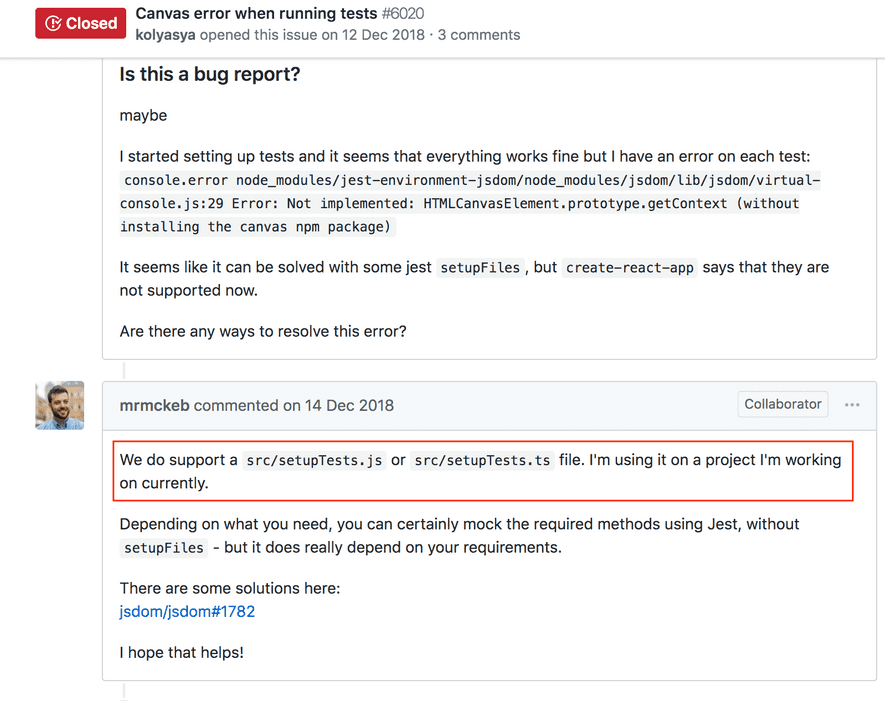 Closed
Canvas error when running tests #6020
kolyasya opened this issue on 12 Dec 2018 · 3 comments
Is this a bug report?
maybe
I started setting up tests and it seems that everything works fine but I have an error on each test:
console.error node_modules/jest-environment-jsdom/node_modules/jsdom/lib/jsdom/virtual-
console.js:29 Error: Not implemented: HTMLCanvasElement.prototype.getContext (without
installing the canvas npm package)
It seems like it can be solved with some jest setupFiles , but create-react-app says that they are
not supported now.
Are there any ways to resolve this error?
mrmckeb commented on 14 Dec 2018
Collaborator
We do support a src/setupTests.js or src/setupTests.ts file. I'm using it on a project I'm working
on currently.
Depending on what you need, you can certainly mock the required methods using Jest, without
setupFiles - but it does really depend on your requirements.
There are some solutions here:
jsdom/jsdom#1782
I hope that helps!